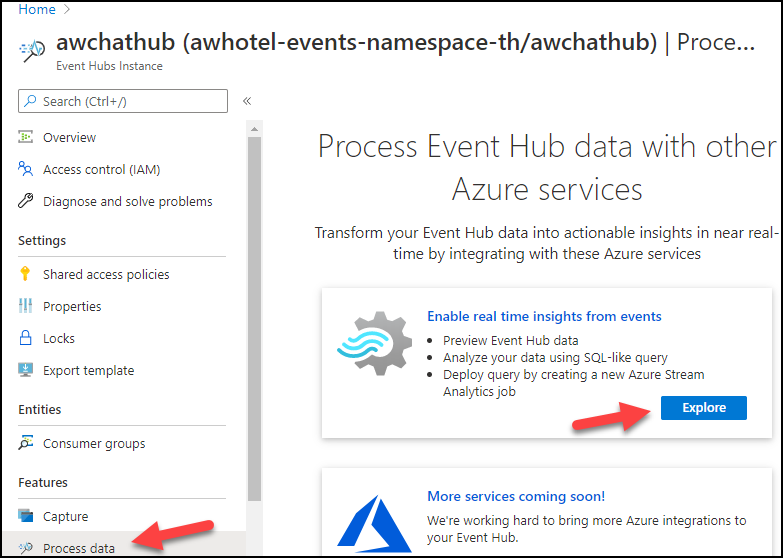 Home
awchathub (awhotel-events-namespace-th/awchathub) | Proce...
Event Hubs Instance
Search (Ctrl+/)
«
Overview
Access control (IAM)
Diagnose and solve problems
Settings
Shared access policies
Properties
Locks
Export template
Entities
Consumer groups
Features
Capture
Process data
Process Event Hub data with other
Azure services
Transform your Event Hub data into actionable insights in near real-
time by integrating with these Azure services
Enable real time insights from events
• Preview Event Hub data
• Analyze your data using SQL-like query
• Deploy query by creating a new Azure Stream
Analytics job
Explore
More services coming soon!
We're working hard to bring more Azure integrations to
your Event Hub.